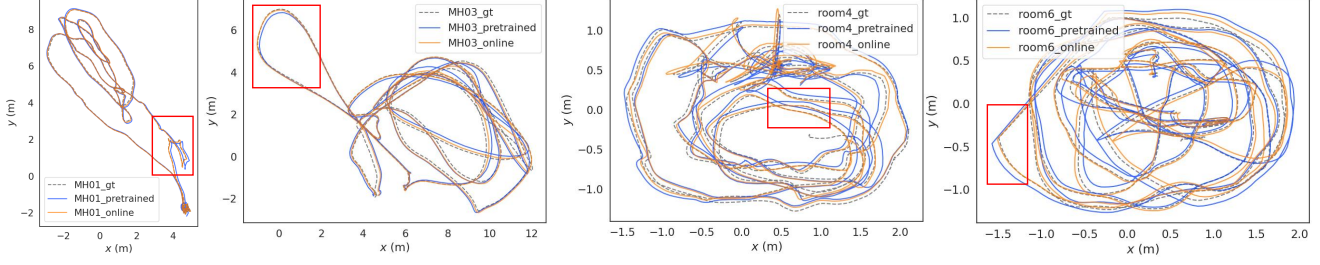 8
6
4
2
0
−2
y (m)
MH01_gt
MH01_pretrained
MH01_online
−2 0 2 4
x (m)
6
4
2
0
−2
y (m)
MH03_gt
MH03_pretrained
MH03_online
0 2 4 6 8 10 12
x (m)
1.0
0.5
0.0
−0.5
−1.0
y (m)
room4_gt
room4_pretrained
room4_online
−1.5 −1.0 −0.5 0.0 0.5 1.0 1.5 2.0
x (m)
1.0
0.5
0.0
−0.5
−1.0
y (m)
room6_gt
room6_pretrained
room6_online
−1.5 −1.0 −0.5 0.0 0.5 1.0 1.5 2.0
x (m)